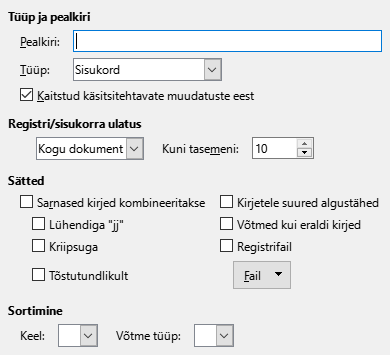 Tüüp ja pealkiri
Pealkiri:
Tüüp: Sisukord
Kaitstud käsitsitehtavate muudatuste eest
Registri/sisukorra ulatus
Kogu dokument Kuni tasemeni: 10
Sätted
Sarnased kirjed kombineeritakse Kirjetele suured algustähed
Lühendiga "jj" Võtmed kui eraldi kirjed
Kriipsuga Registrifail
Tõstutundlikult Fail
Sortimine
Keel: Võtme tüüp: